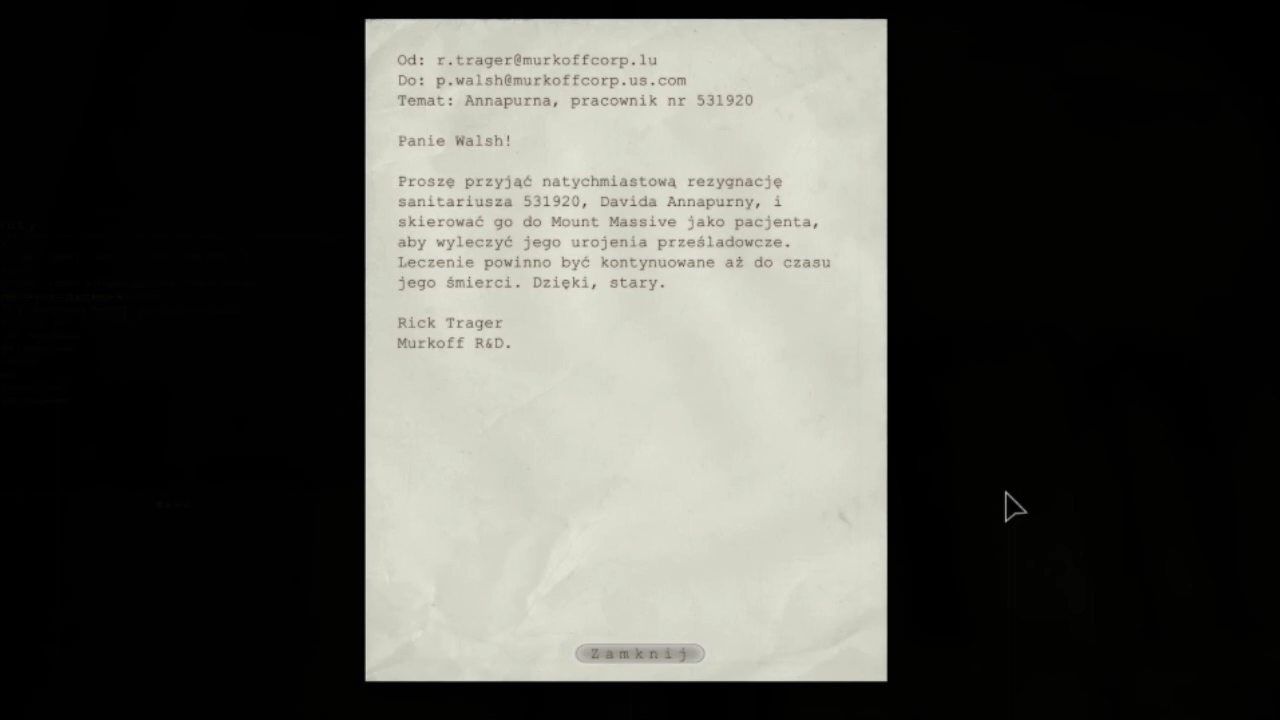 Od: r.trager@murkoffcorp.lu
Do: p.walsh@murkoffcorp.us.com
Temat: Annapurna, pracownik nr 531920
Panie Walsh!
Proszę przyjąć natychmiastową rezygnację
sanitariusza 531920, Davida Annapurny, i
skierować go do Mount Massive jako pacjenta,
aby wyleczyć jego urojenia prześladowcze.
Leczenie powinno być kontynuowane aż do czasu
jego śmierci. Dzięki, stary.
Rick Trager
Murkoff R&D.
Zamknij